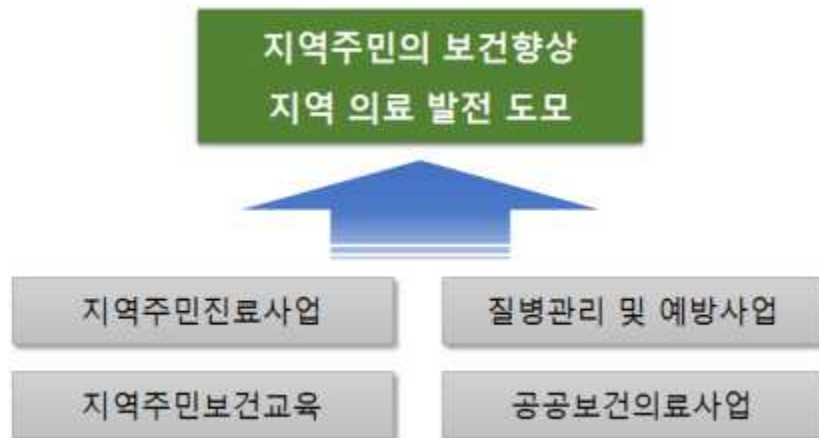 지역주민의 보건향상
지역 의료 발전 도모
지역주민진료사업
질병관리 및 예방사업
지역주민보건교육
공공보건의료사업